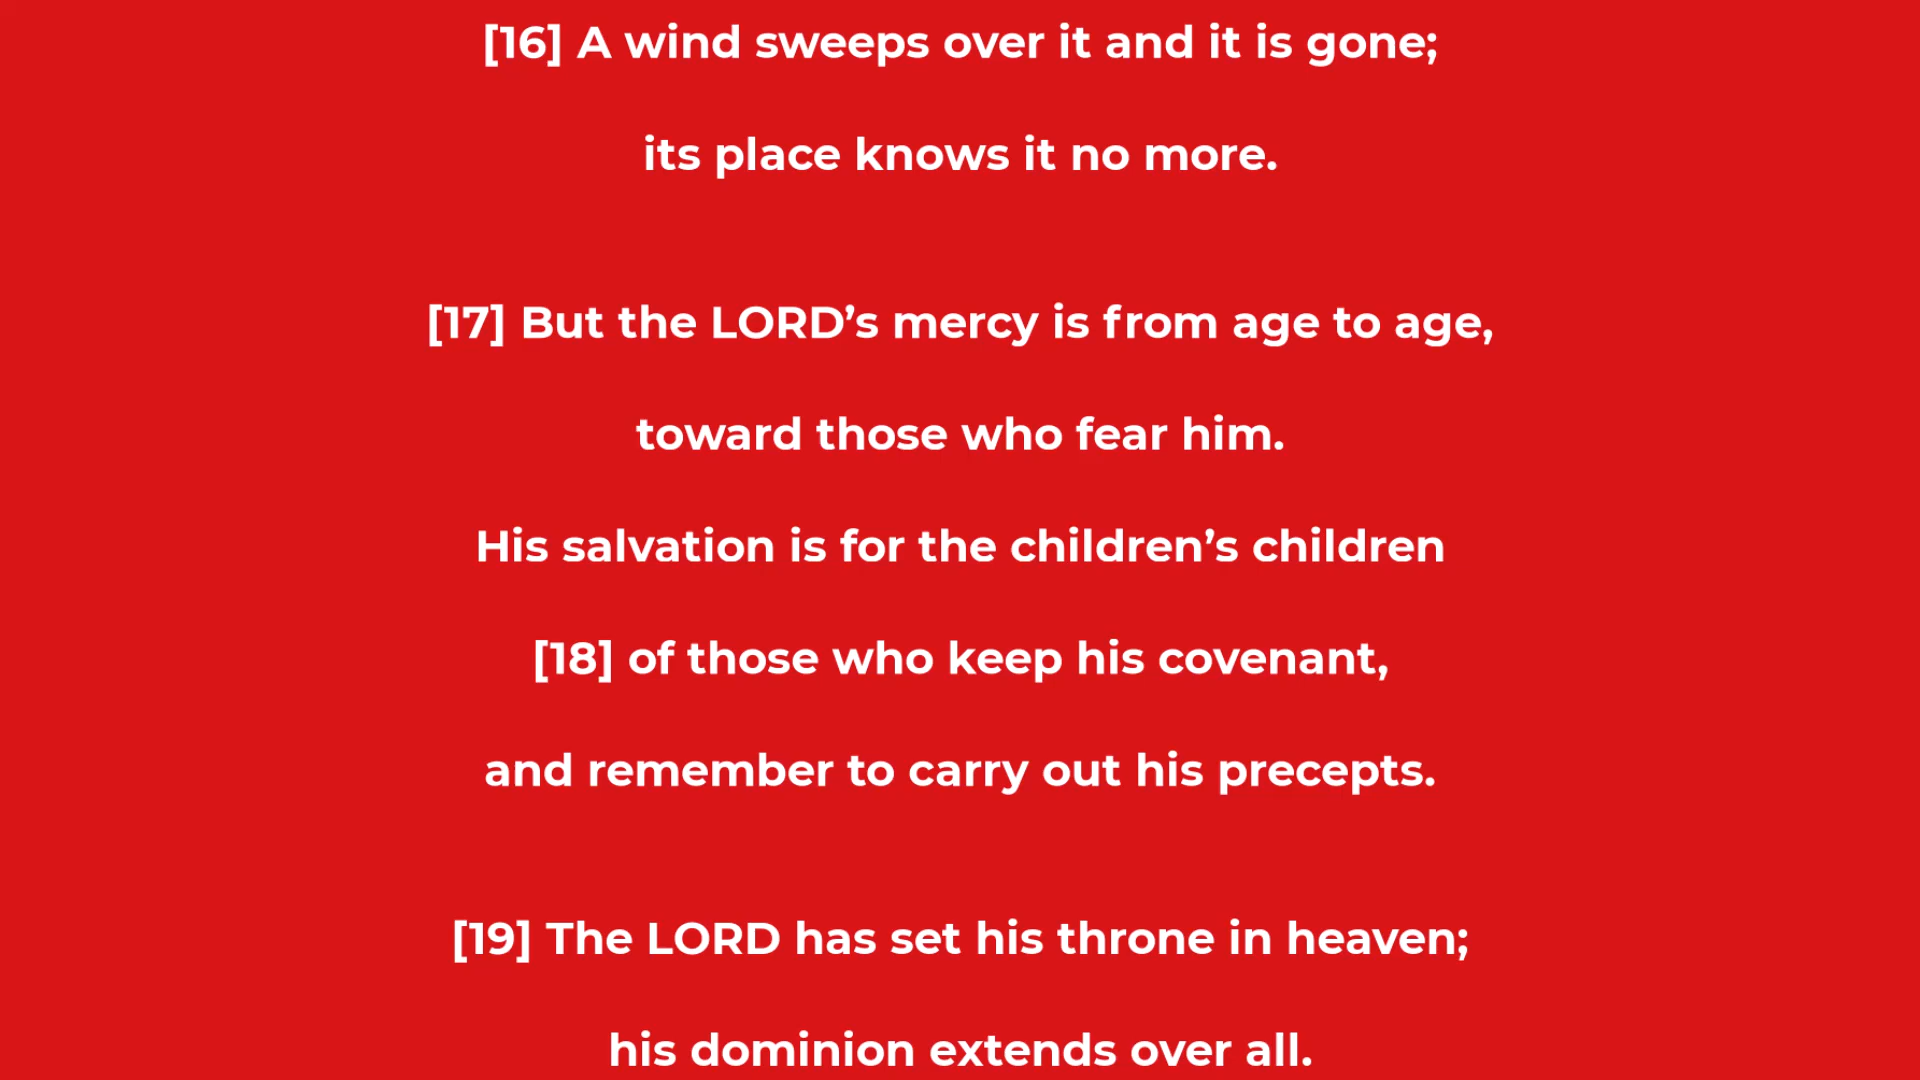 [16] A wind sweeps over it and it is gone;
its place knows it no more.
[17] But the LORD’s mercy is from age to age,
toward those who fear him.
His salvation is for the children’s children
[18] of those who keep his covenant,
and remember to carry out his precepts.
[19] The LORD has set his throne in heaven;
his dominion extends over all.